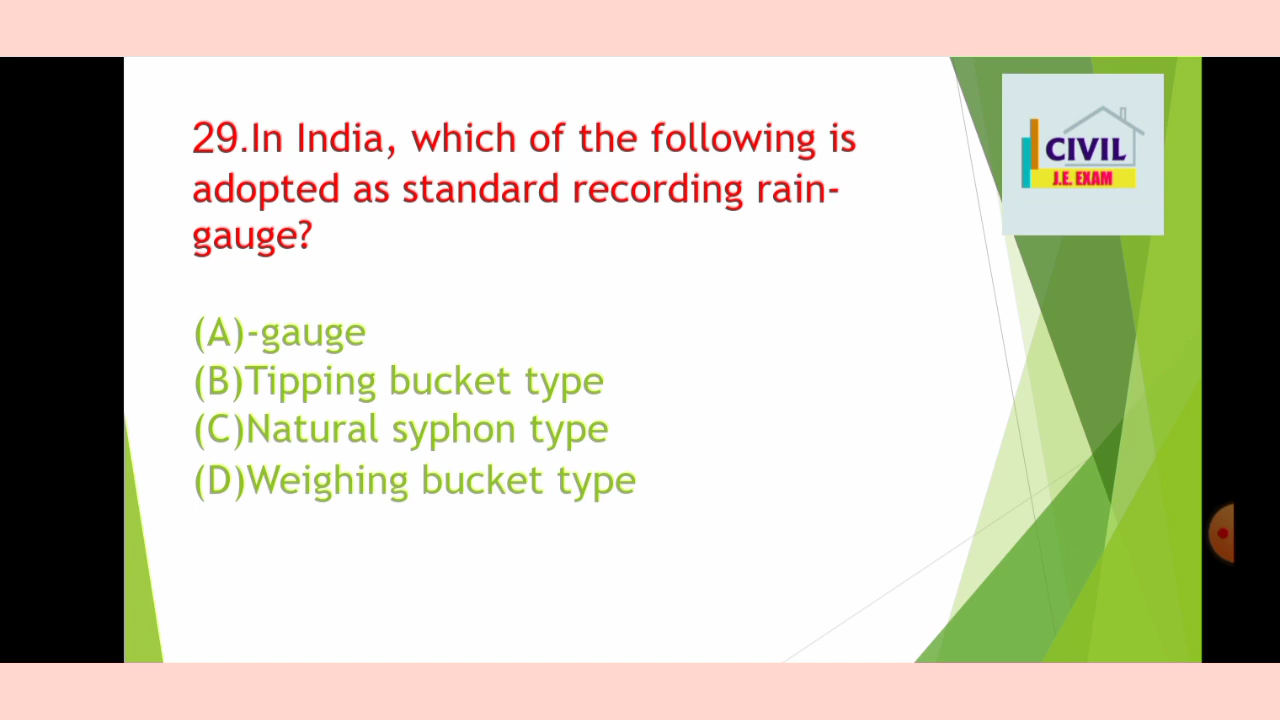 29.In India, which of the following is
adopted as standard recording rain-
gauge?
(A)-gauge
(B)Tipping bucket type
(C)Natural syphon type
(D)Weighing bucket type
CIVIL
J.E. EXAM